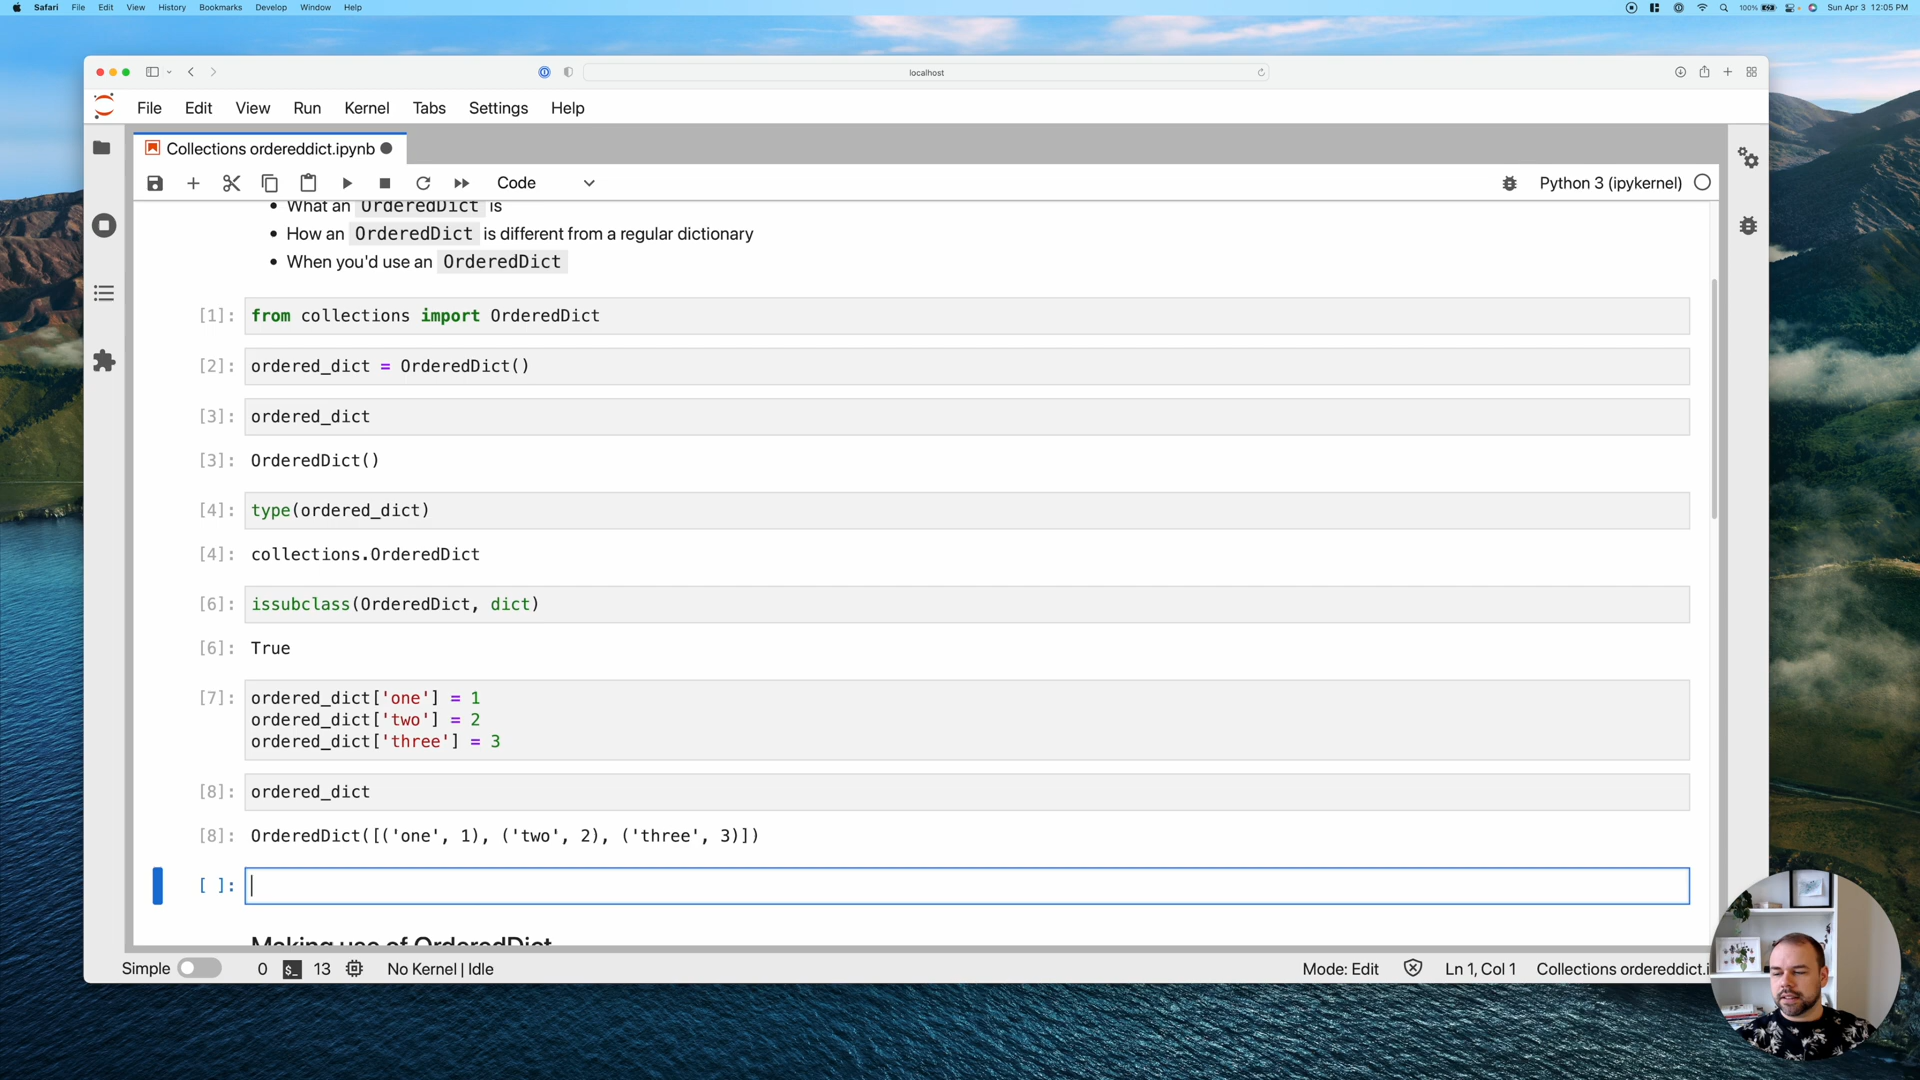 Safari File Edit View History Bookmarks Develop Window Help 100% Sun Apr 3 12:05 PM
localhost
File Edit View Run Kernel Tabs Settings Help
Collections ordereddict.ipynb
Code Python 3 (ipykernel)
• What an OrderedDict is
• How an OrderedDict is different from a regular dictionary
• When you'd use an OrderedDict
[1]: from collections import OrderedDict
[2]: ordered_dict = OrderedDict()
[3]: ordered_dict
[3]: OrderedDict()
[4]: type(ordered_dict)
[4]: collections.OrderedDict
[6]: issubclass(OrderedDict, dict)
[6]: True
[7]: ordered_dict['one'] = 1
ordered_dict['two'] = 2
ordered_dict['three'] = 3
[8]: ordered_dict
[8]: OrderedDict([('one', 1), ('two', 2), ('three', 3)])
[ ]:
Making use of OrderedDict
Simple 0 $_ 13 No Kernel | Idle Mode: Edit Ln 1, Col 1 Collections ordereddict.i